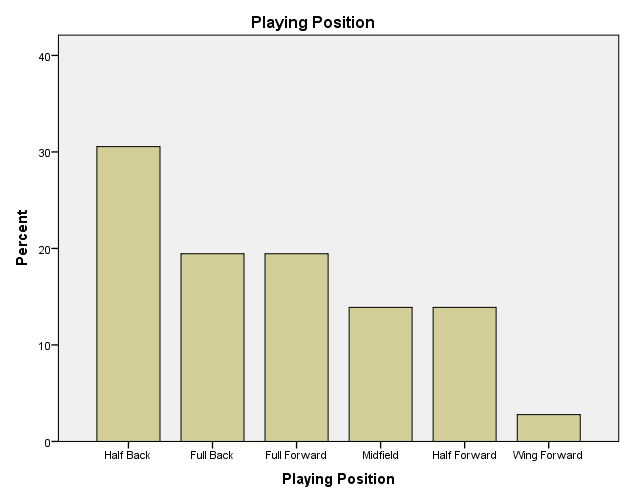 Playing Position
Percent
40
30
20
10
0
Half Back
Full Back
Full Forward
Midfield
Half Forward
Wing Forward
Playing Position